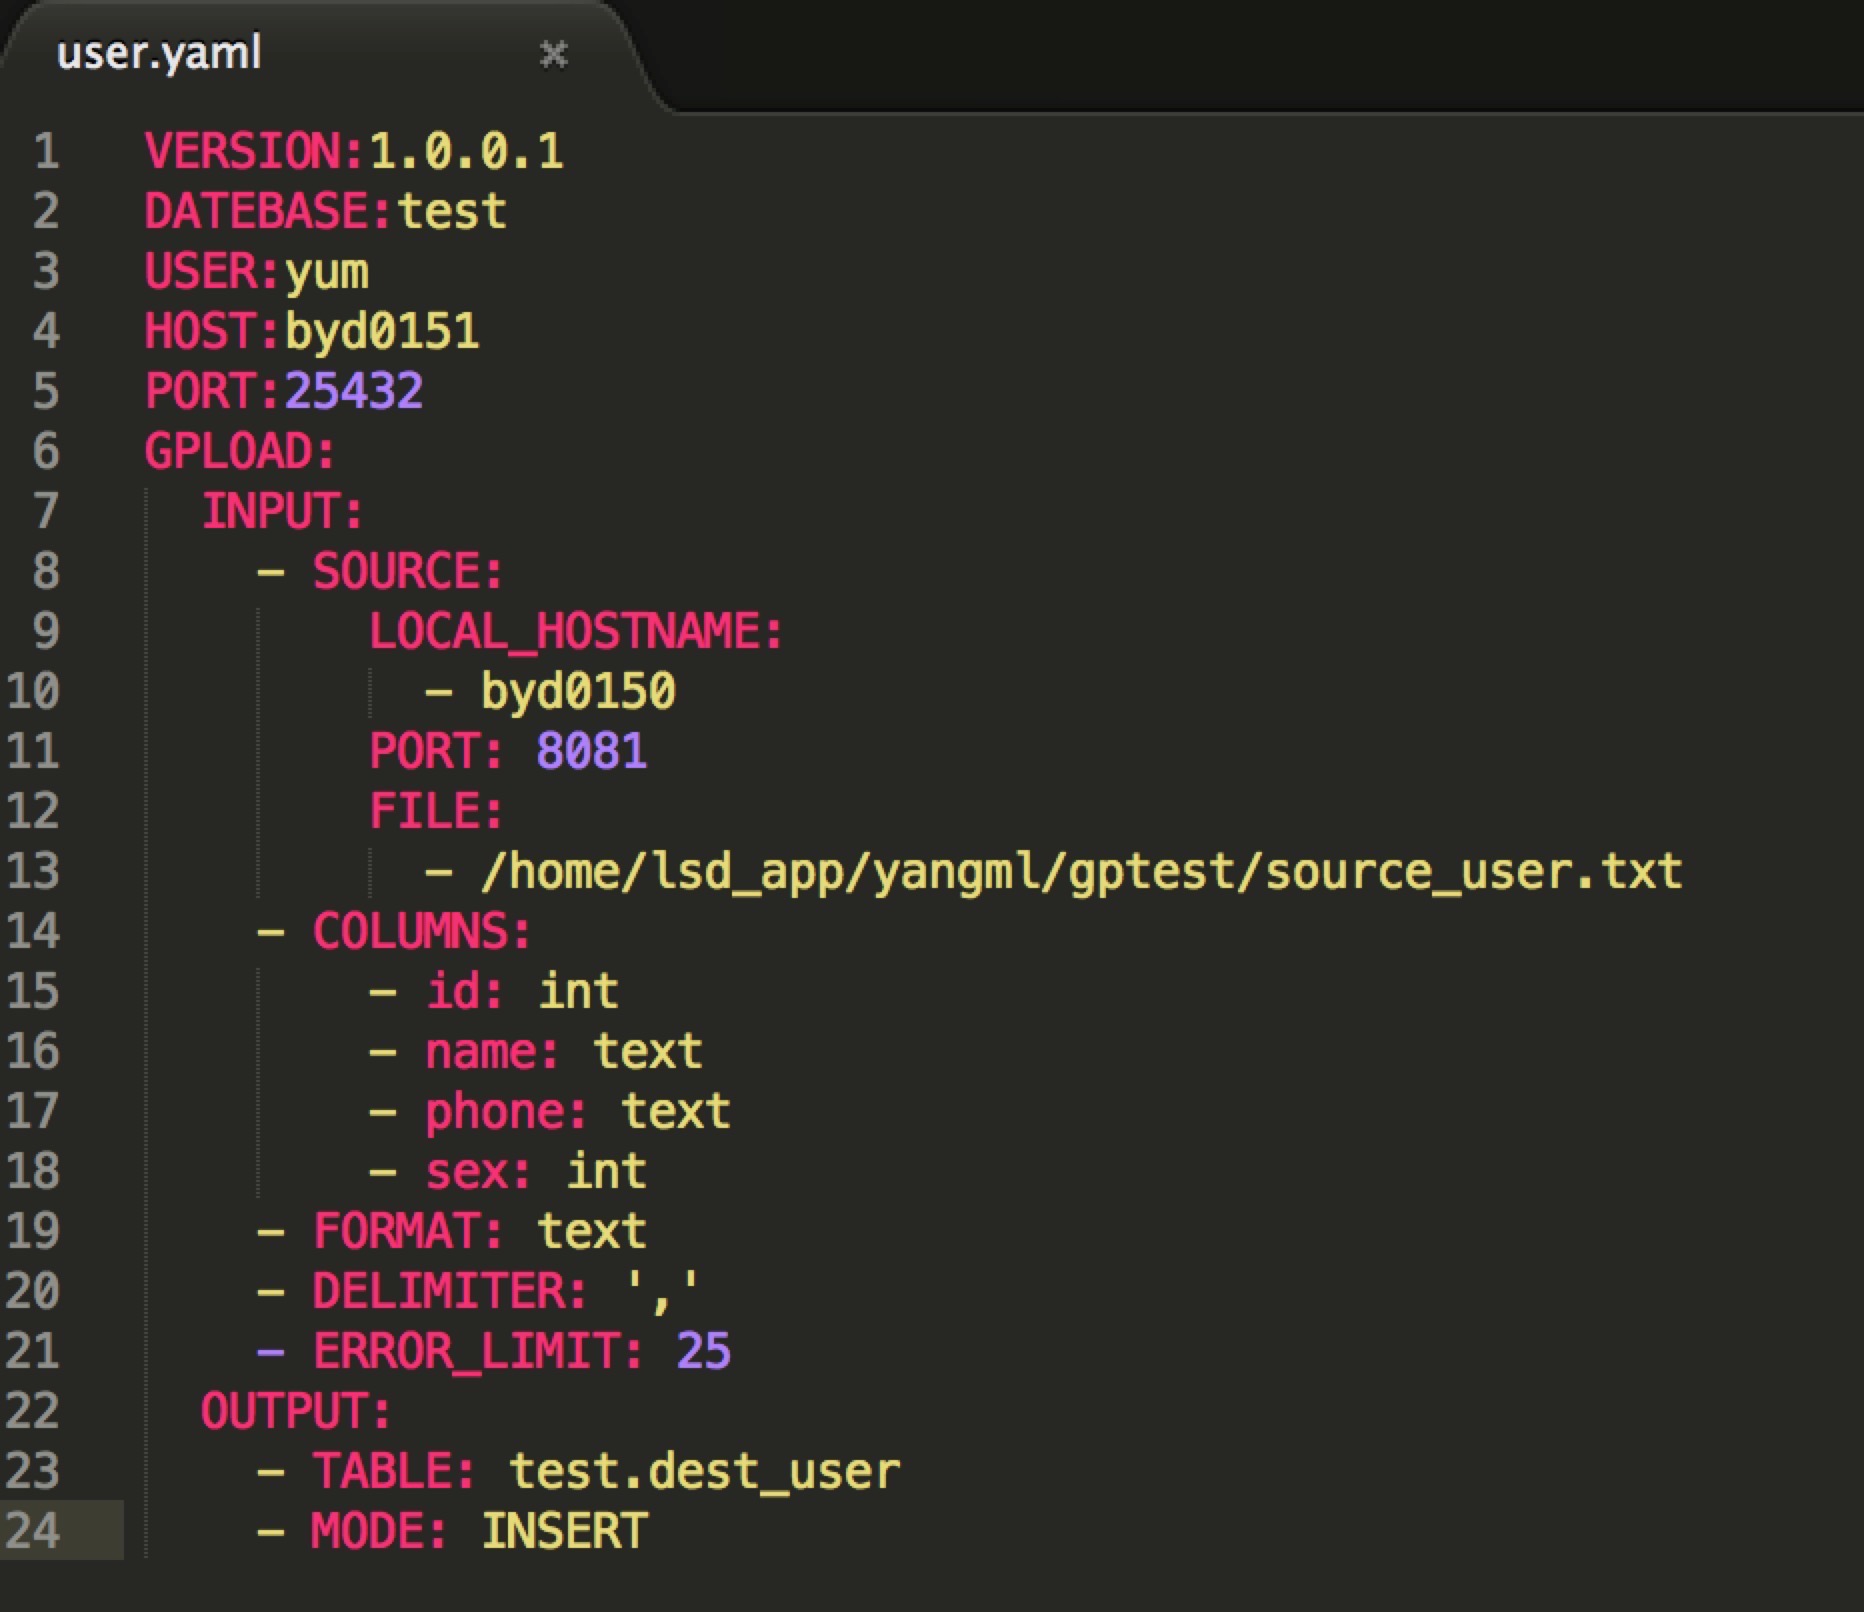 user.yaml ×
1 VERSION:1.0.0.1
2 DATEBASE:test
3 USER:yum
4 HOST:byd0151
5 PORT:25432
6 GPLOAD:
7   INPUT:
8     - SOURCE:
9         LOCAL_HOSTNAME:
10           - byd0150
11         PORT: 8081
12         FILE:
13           - /home/lsd_app/yangml/gptest/source_user.txt
14     - COLUMNS:
15         - id: int
16         - name: text
17         - phone: text
18         - sex: int
19     - FORMAT: text
20     - DELIMITER: ','
21     - ERROR_LIMIT: 25
22   OUTPUT:
23     - TABLE: test.dest_user
24     - MODE: INSERT